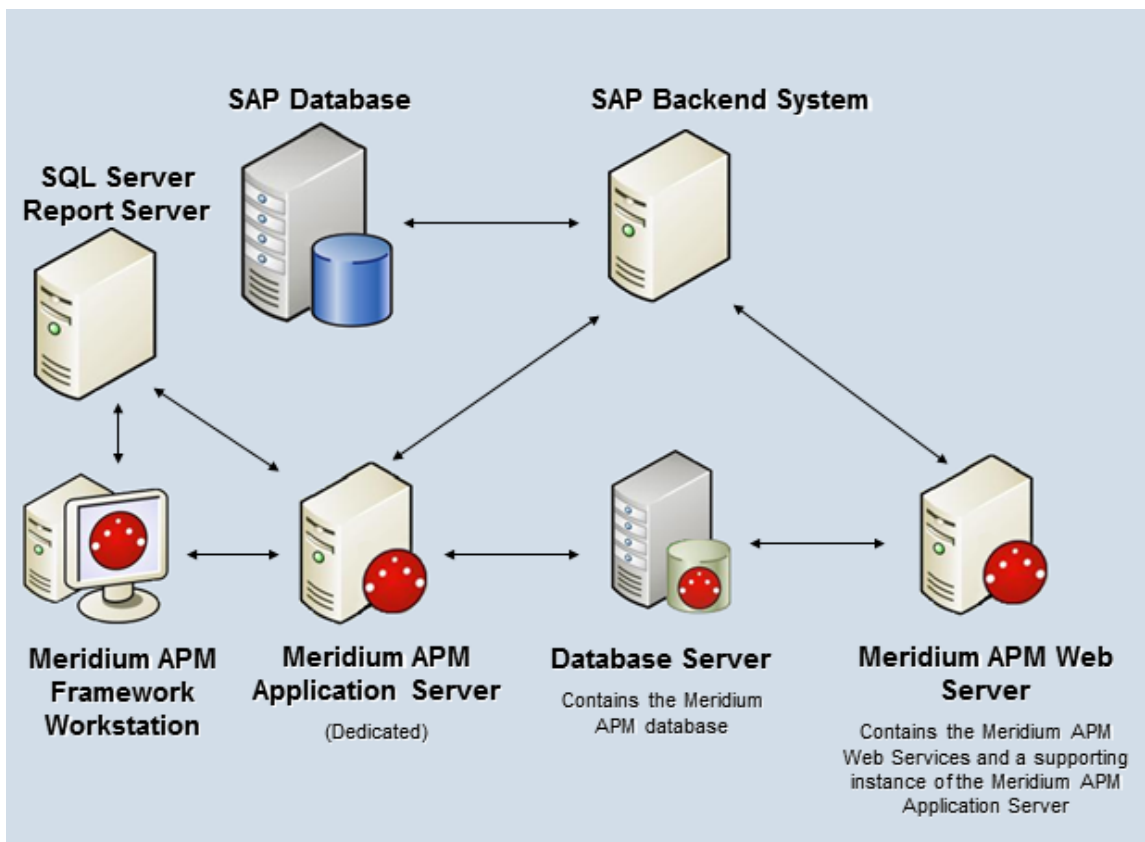 SAP Database
SAP Backend System
SQL Server
Report Server
Meridium APM
Framework
Workstation
Meridium APM
Application Server
(Dedicated)
Database Server
Contains the Meridium
APM database
Meridium APM Web
Server
Contains the Meridium APM
Web Services and a supporting
instance of the Meridium APM
Application Server